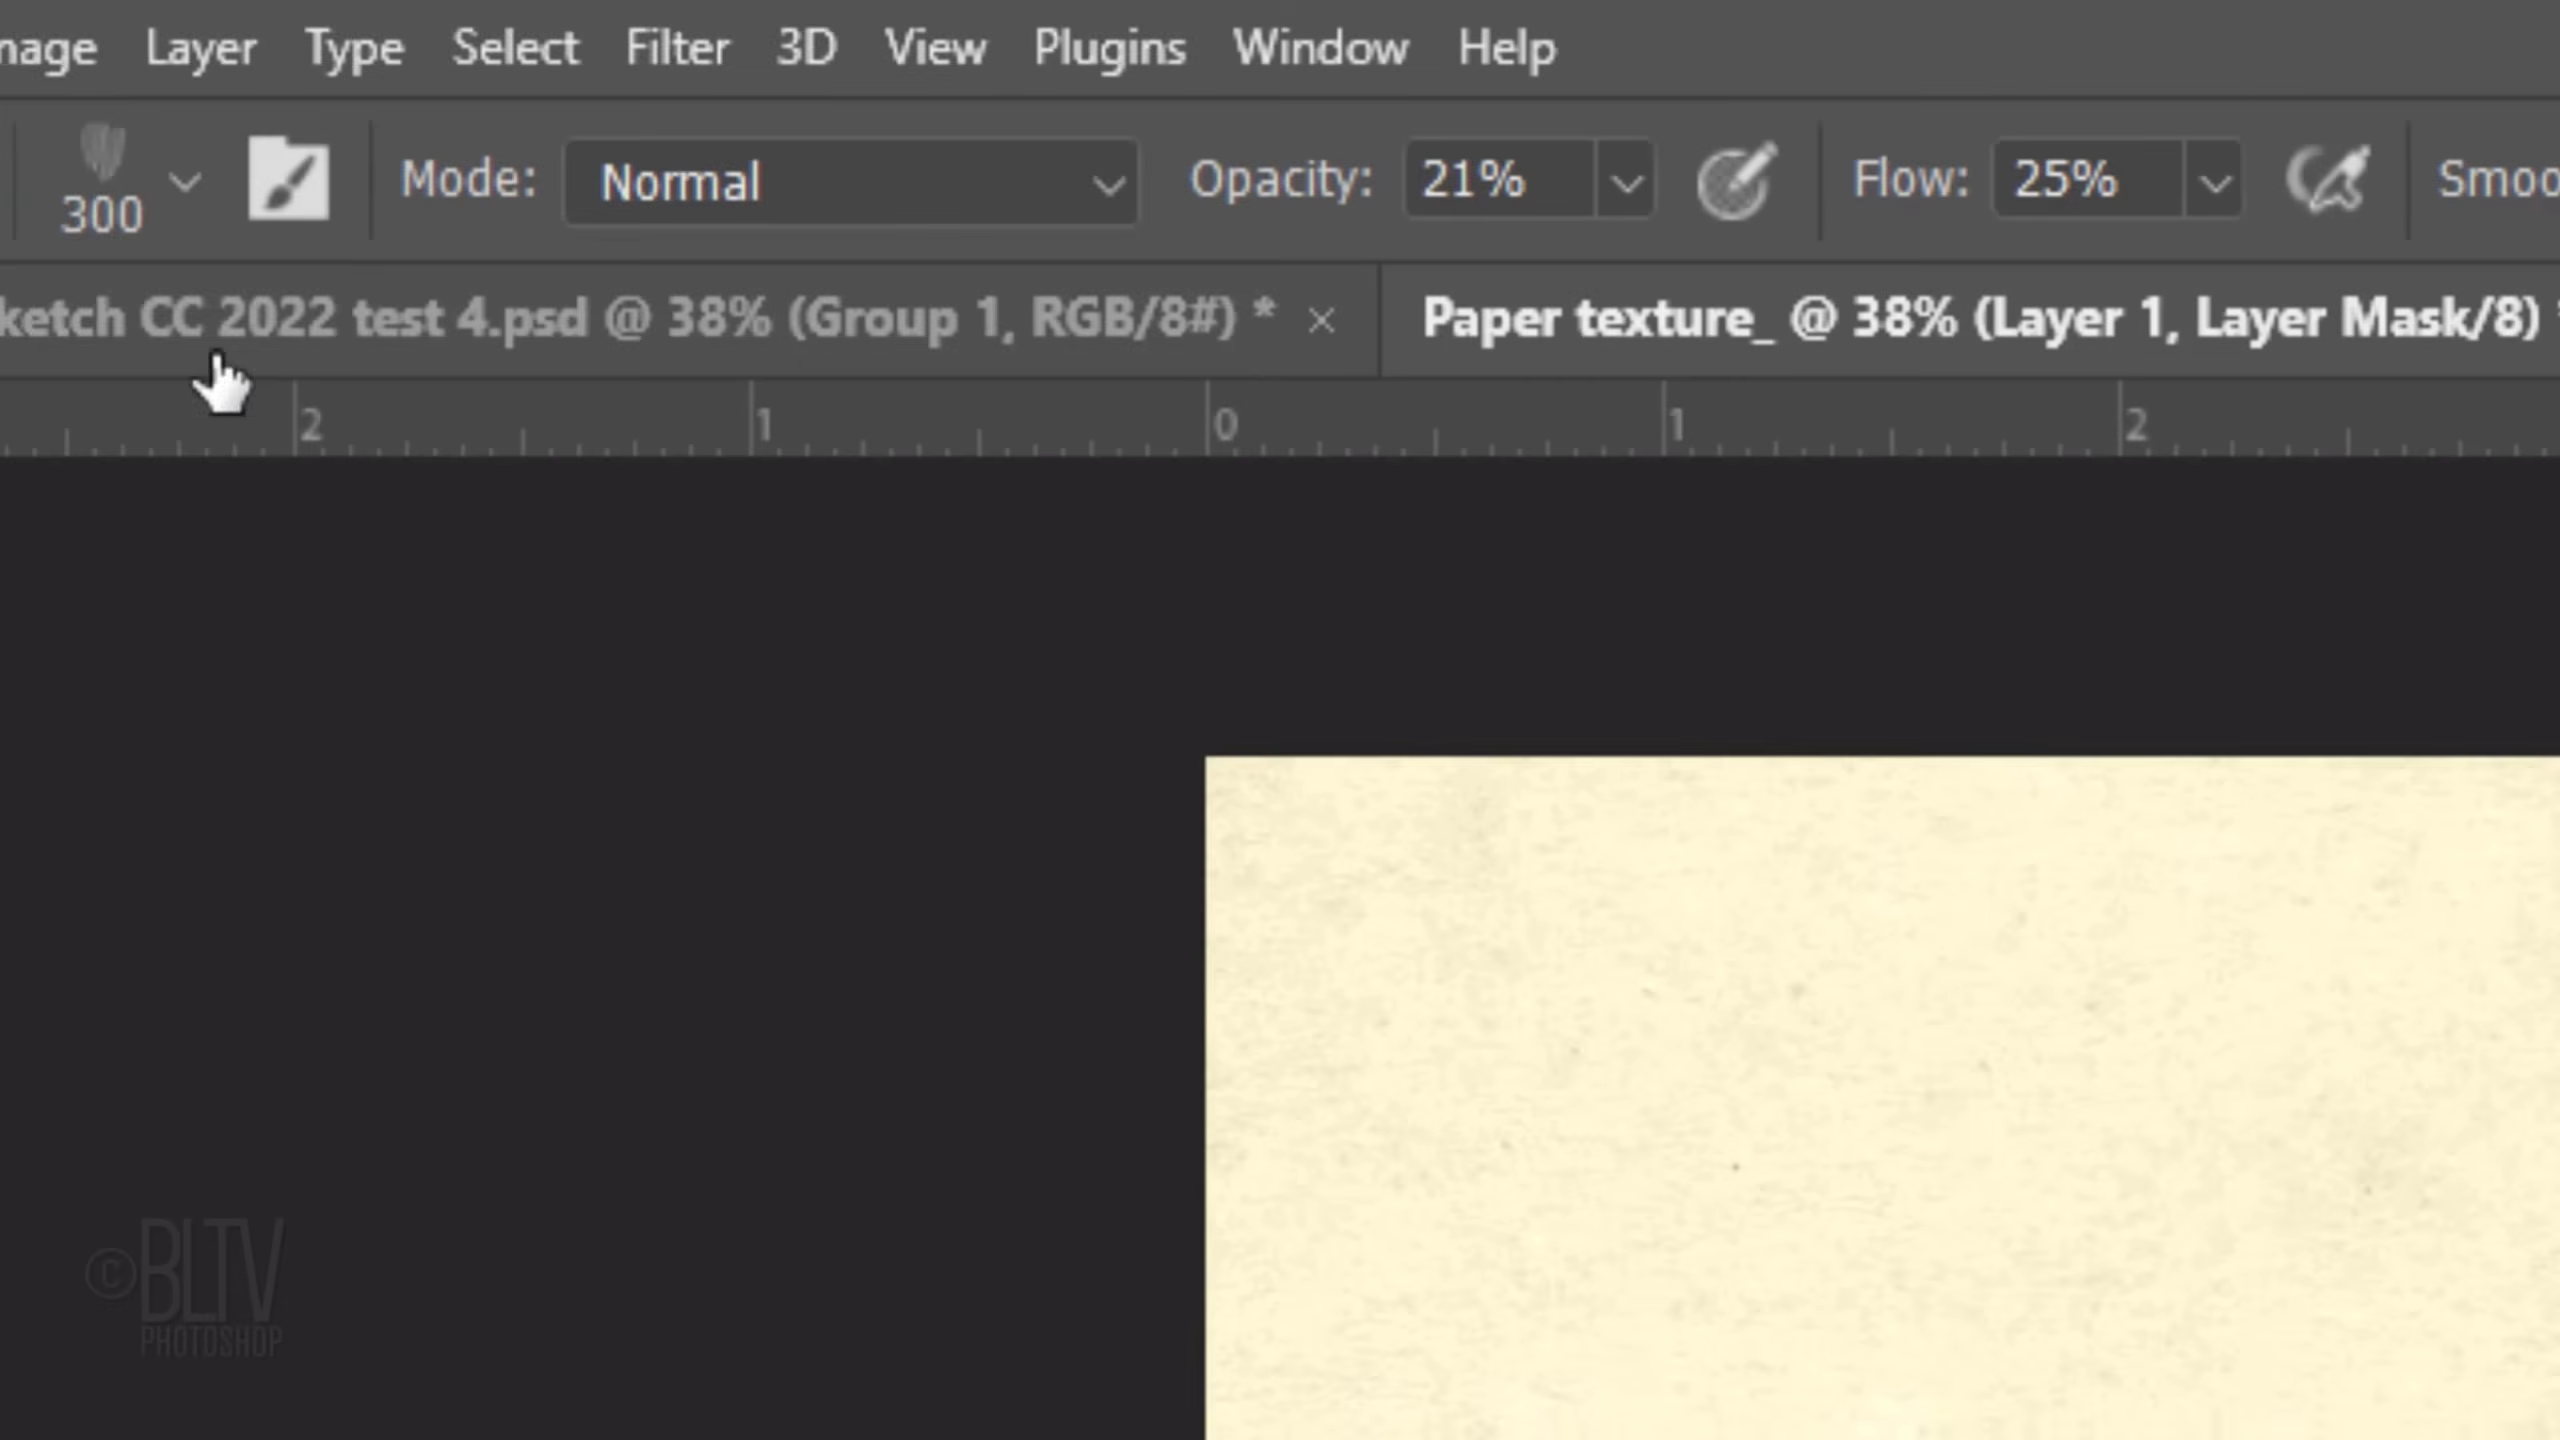 mage Layer Type Select Filter 3D View Plugins Window Help
300 Mode: Normal Opacity: 21% Flow: 25% Smoo
ketch CC 2022 test 4.psd @ 38% (Group 1, RGB/8#) * × Paper texture_ @ 38% (Layer 1, Layer Mask/8)
2 1 0 1 2
©BLTV
PHOTOSHOP